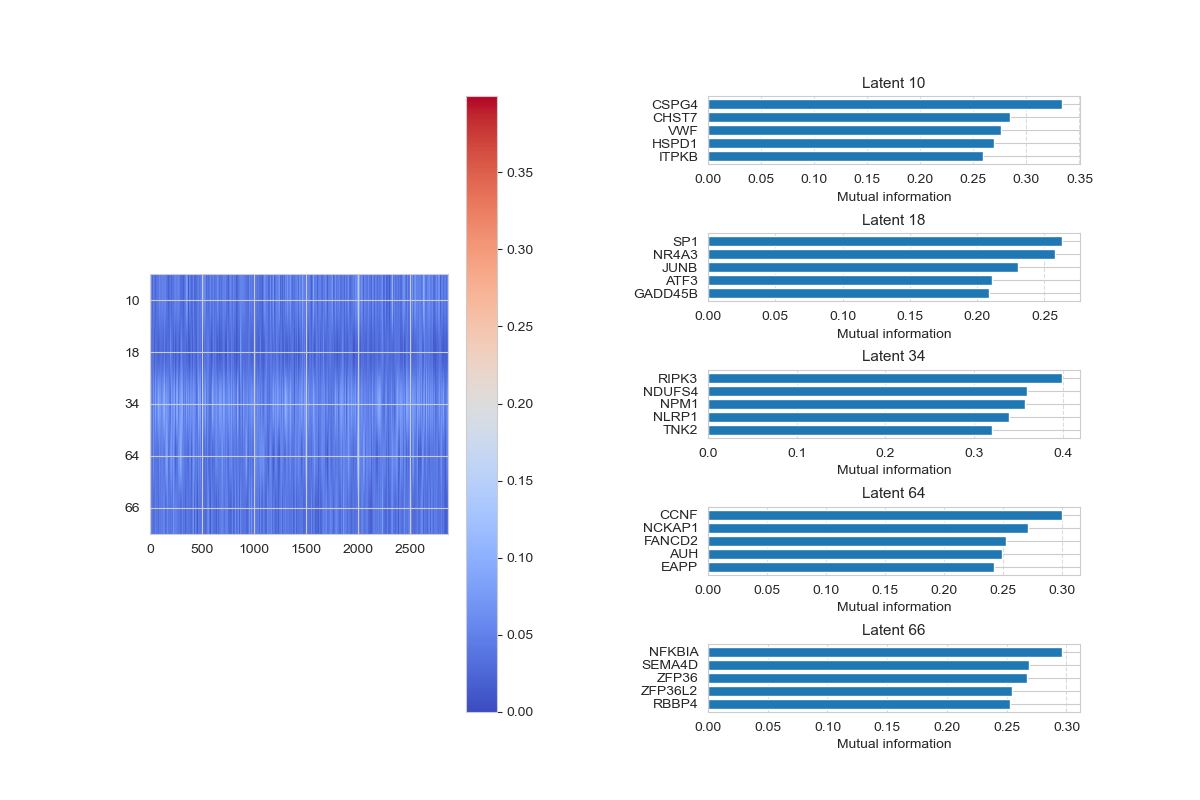 10
18
34
64
66
0 500 1000 1500 2000 2500
0.35
0.30
0.25
0.20
0.15
0.10
0.05
0.00
Latent 10
CSPG4
CHST7
VWF
HSPD1
ITPKB
0.00 0.05 0.10 0.15 0.20 0.25 0.30 0.35
Mutual information
Latent 18
SP1
NR4A3
JUNB
ATF3
GADD45B
0.00 0.05 0.10 0.15 0.20 0.25
Mutual information
Latent 34
RIPK3
NDUFS4
NPM1
NLRP1
TNK2
0.0 0.1 0.2 0.3 0.4
Mutual information
Latent 64
CCNF
NCKAP1
FANCD2
AUH
EAPP
0.00 0.05 0.10 0.15 0.20 0.25 0.30
Mutual information
Latent 66
NFKBIA
SEMA4D
ZFP36
ZFP36L2
RBBP4
0.00 0.05 0.10 0.15 0.20 0.25 0.30
Mutual information